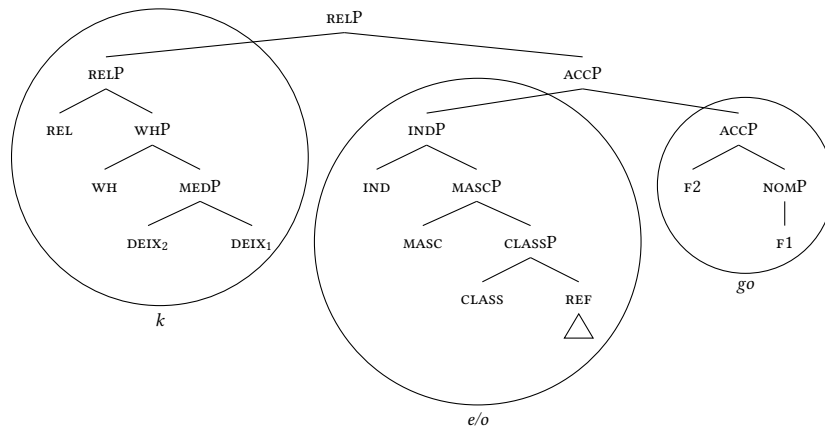 RELP
RELP ACCP
REL WHP INDP ACCP
WH MEDP IND MASCP F2 NOMP
DEIX₂ DEIX₁ MASC CLASSP F1
CLASS REF
k
go
e/o